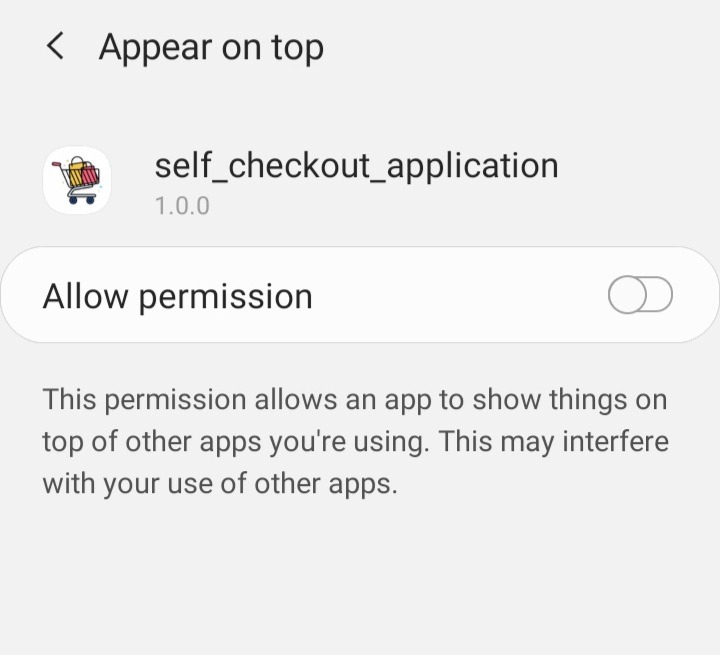 Appear on top
self_checkout_application
1.0.0
Allow permission
This permission allows an app to show things on
top of other apps you're using. This may interfere
with your use of other apps.